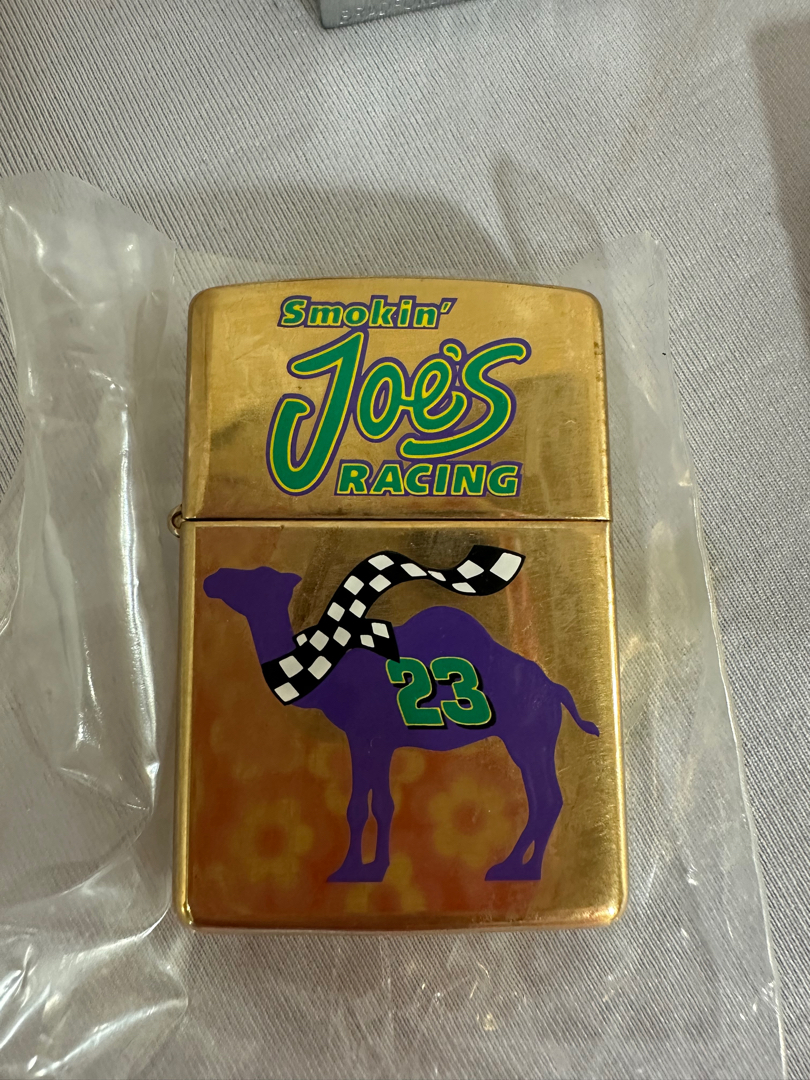 Smokin'
Joe's
RACING
23